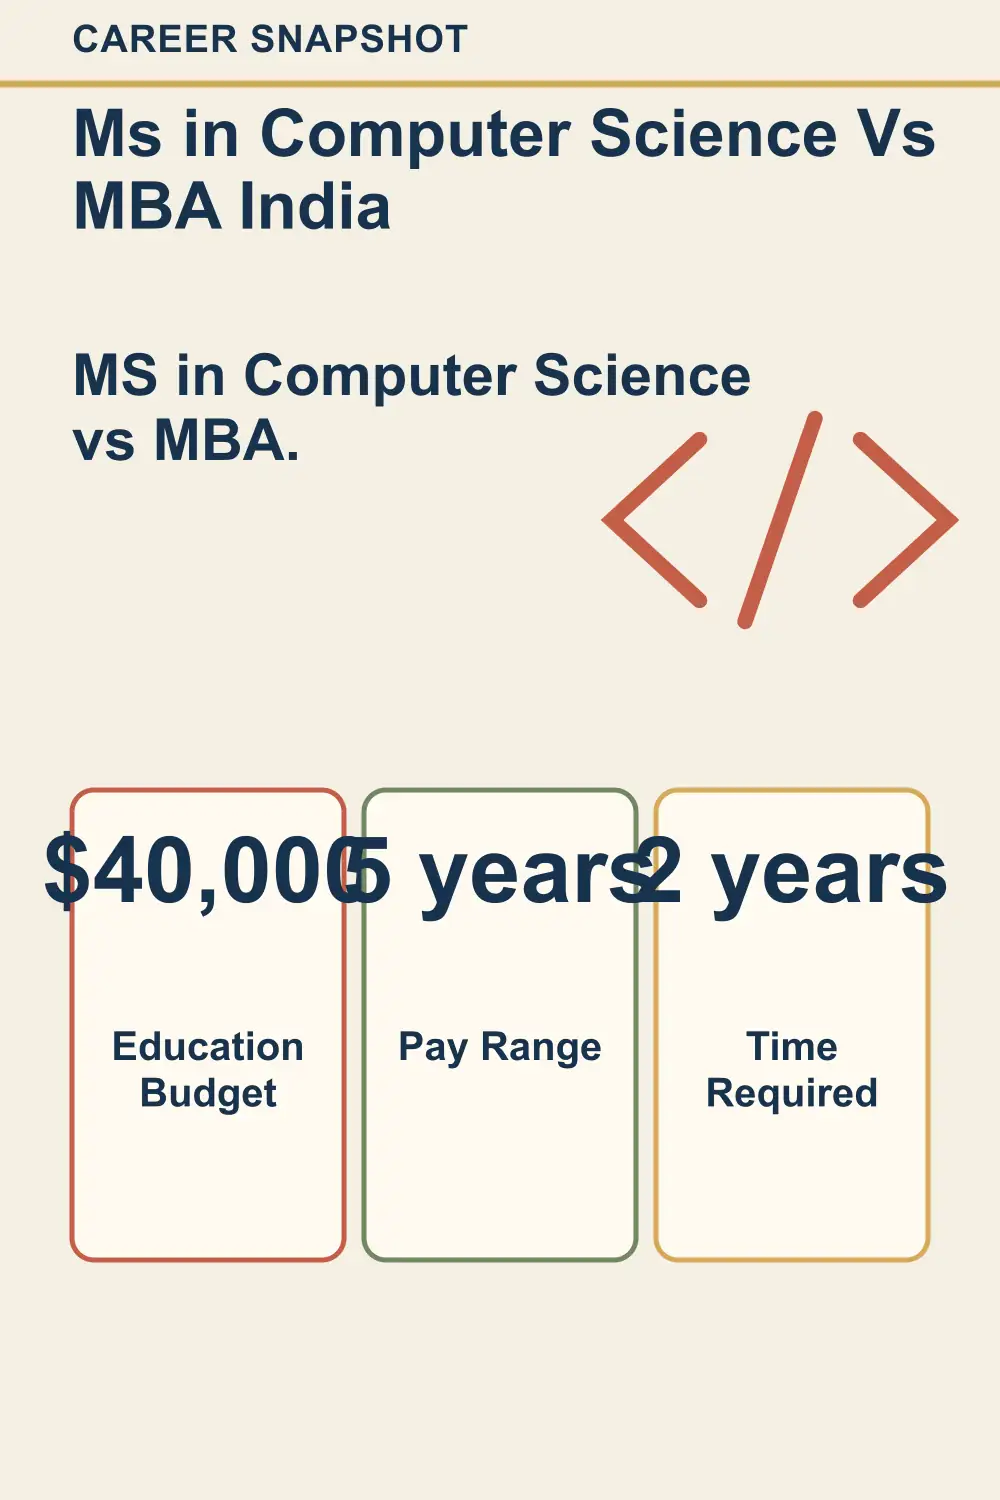 CAREER SNAPSHOT
Ms in Computer Science Vs
MBA India
MS in Computer Science
vs MBA.
$40,000
5 years
2 years
Education
Budget
Pay Range
Time
Required